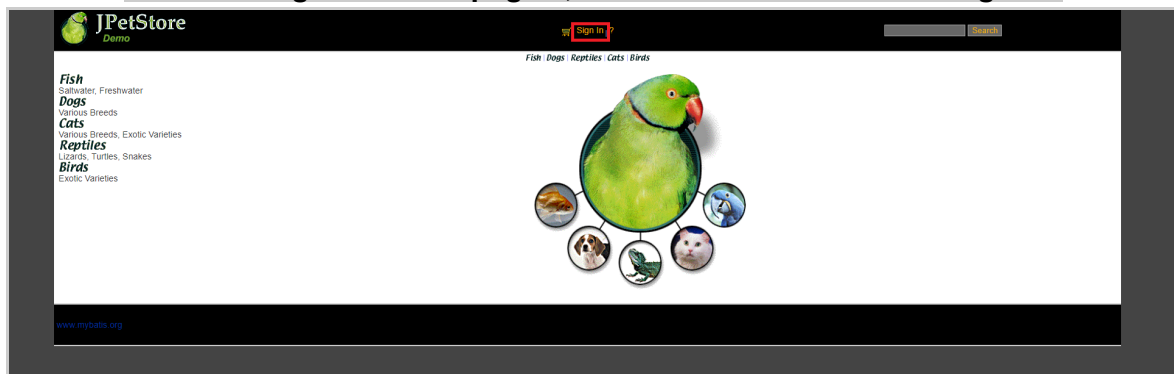 JPetStore
Demo
Sign In ?
Search
Fish | Dogs | Reptiles | Cats | Birds
Fish
Saltwater, Freshwater
Dogs
Various Breeds
Cats
Various Breeds, Exotic Varieties
Reptiles
Lizards, Turtles, Snakes
Birds
Exotic Varieties
www.mybatis.org